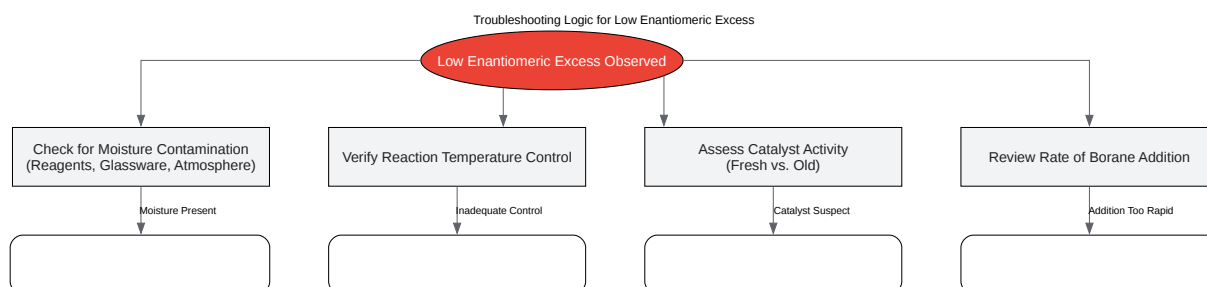 Troubleshooting Logic for Low Enantiomeric Excess
Low Enantiomeric Excess Observed
Check for Moisture Contamination
(Reagents, Glassware, Atmosphere)
Verify Reaction Temperature Control
Assess Catalyst Activity
(Fresh vs. Old)
Review Rate of Borane Addition
Moisture Present
Inadequate Control
Catalyst Suspect
Addition Too Rapid